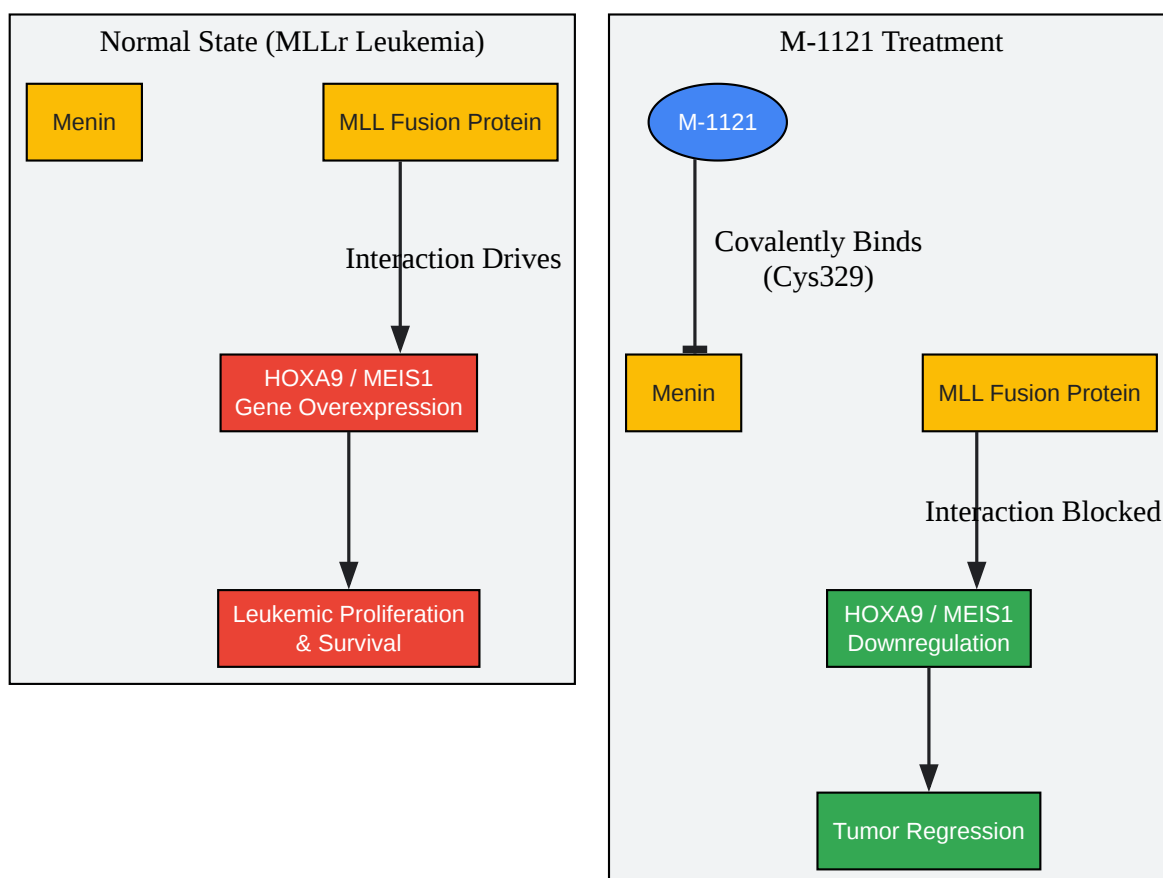 Normal State (MLLr Leukemia)
Menin
MLL Fusion Protein
Interaction Drives
HOXA9 / MEIS1
Gene Overexpression
Leukemic Proliferation
& Survival
M-1121 Treatment
M-1121
Covalently Binds
(Cys329)
Menin
MLL Fusion Protein
Interaction Blocked
HOXA9 / MEIS1
Downregulation
Tumor Regression